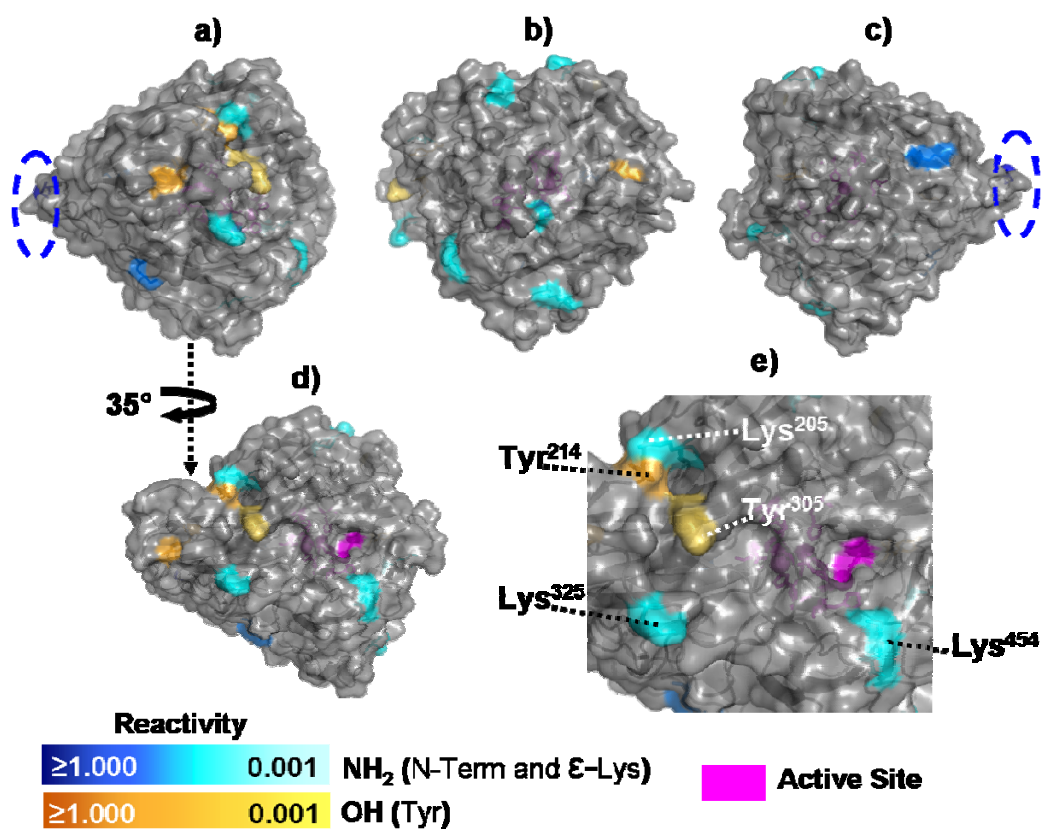 a)
b)
c)
35°
d)
e)
Lys²⁰⁵
Tyr²¹⁴
Tyr³⁰⁵
Lys³²⁵
Lys⁴⁵⁴
Reactivity
≥1.000 0.001 NH₂ (N-Term and ε-Lys)
≥1.000 0.001 OH (Tyr)
Active Site